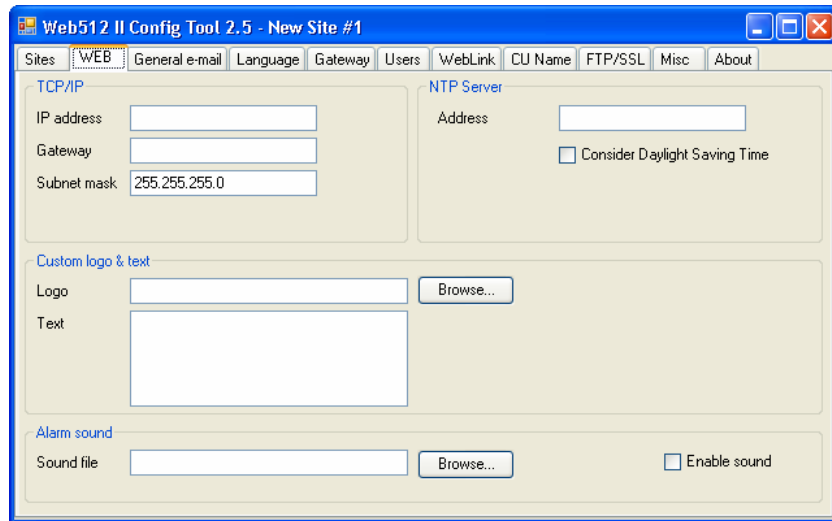 Web512 II Config Tool 2.5 - New Site #1
Sites WEB General e-mail Language Gateway Users WebLink CU Name FTP/SSL Misc About
TCP/IP
IP address
Gateway
Subnet mask 255.255.255.0
NTP Server
Address
Consider Daylight Saving Time
Custom logo & text
Logo Browse...
Text
Alarm sound
Sound file Browse... Enable sound